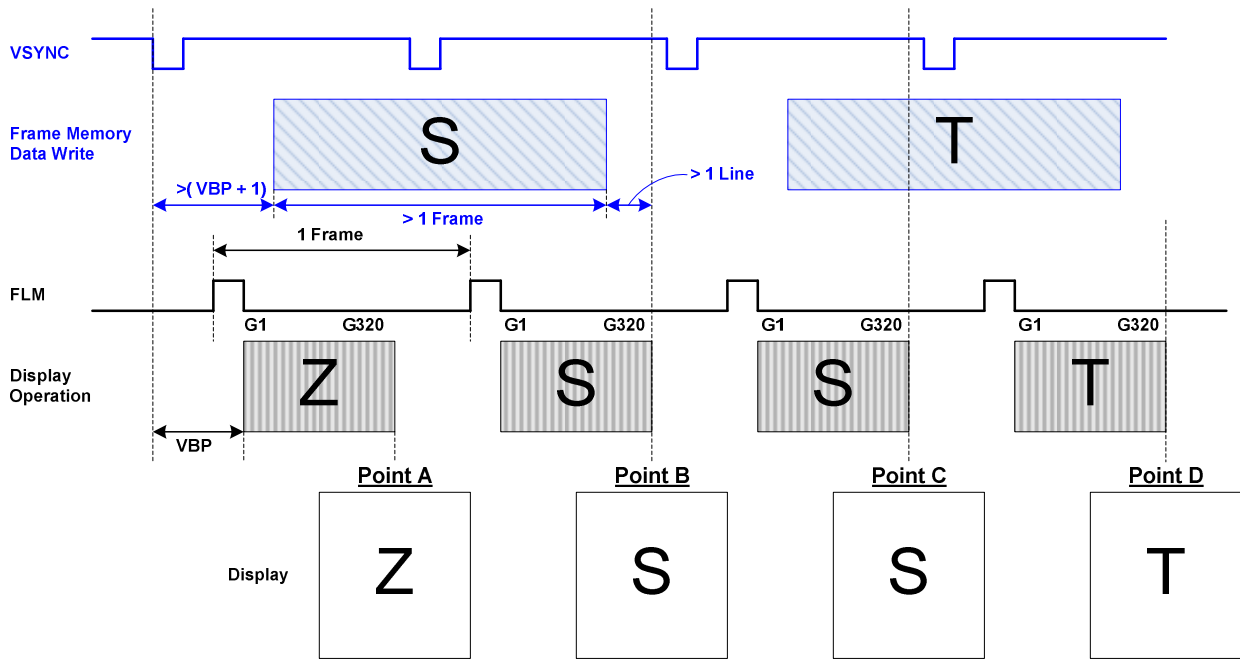 VSYNC
Frame Memory
Data Write
S
T
>( VBP + 1)
> 1 Frame
> 1 Line
1 Frame
FLM
G1
G320
G1
G320
G1
G320
G1
G320
Display
Operation
Z
S
S
T
VBP
Point A
Point B
Point C
Point D
Display
Z
S
S
T